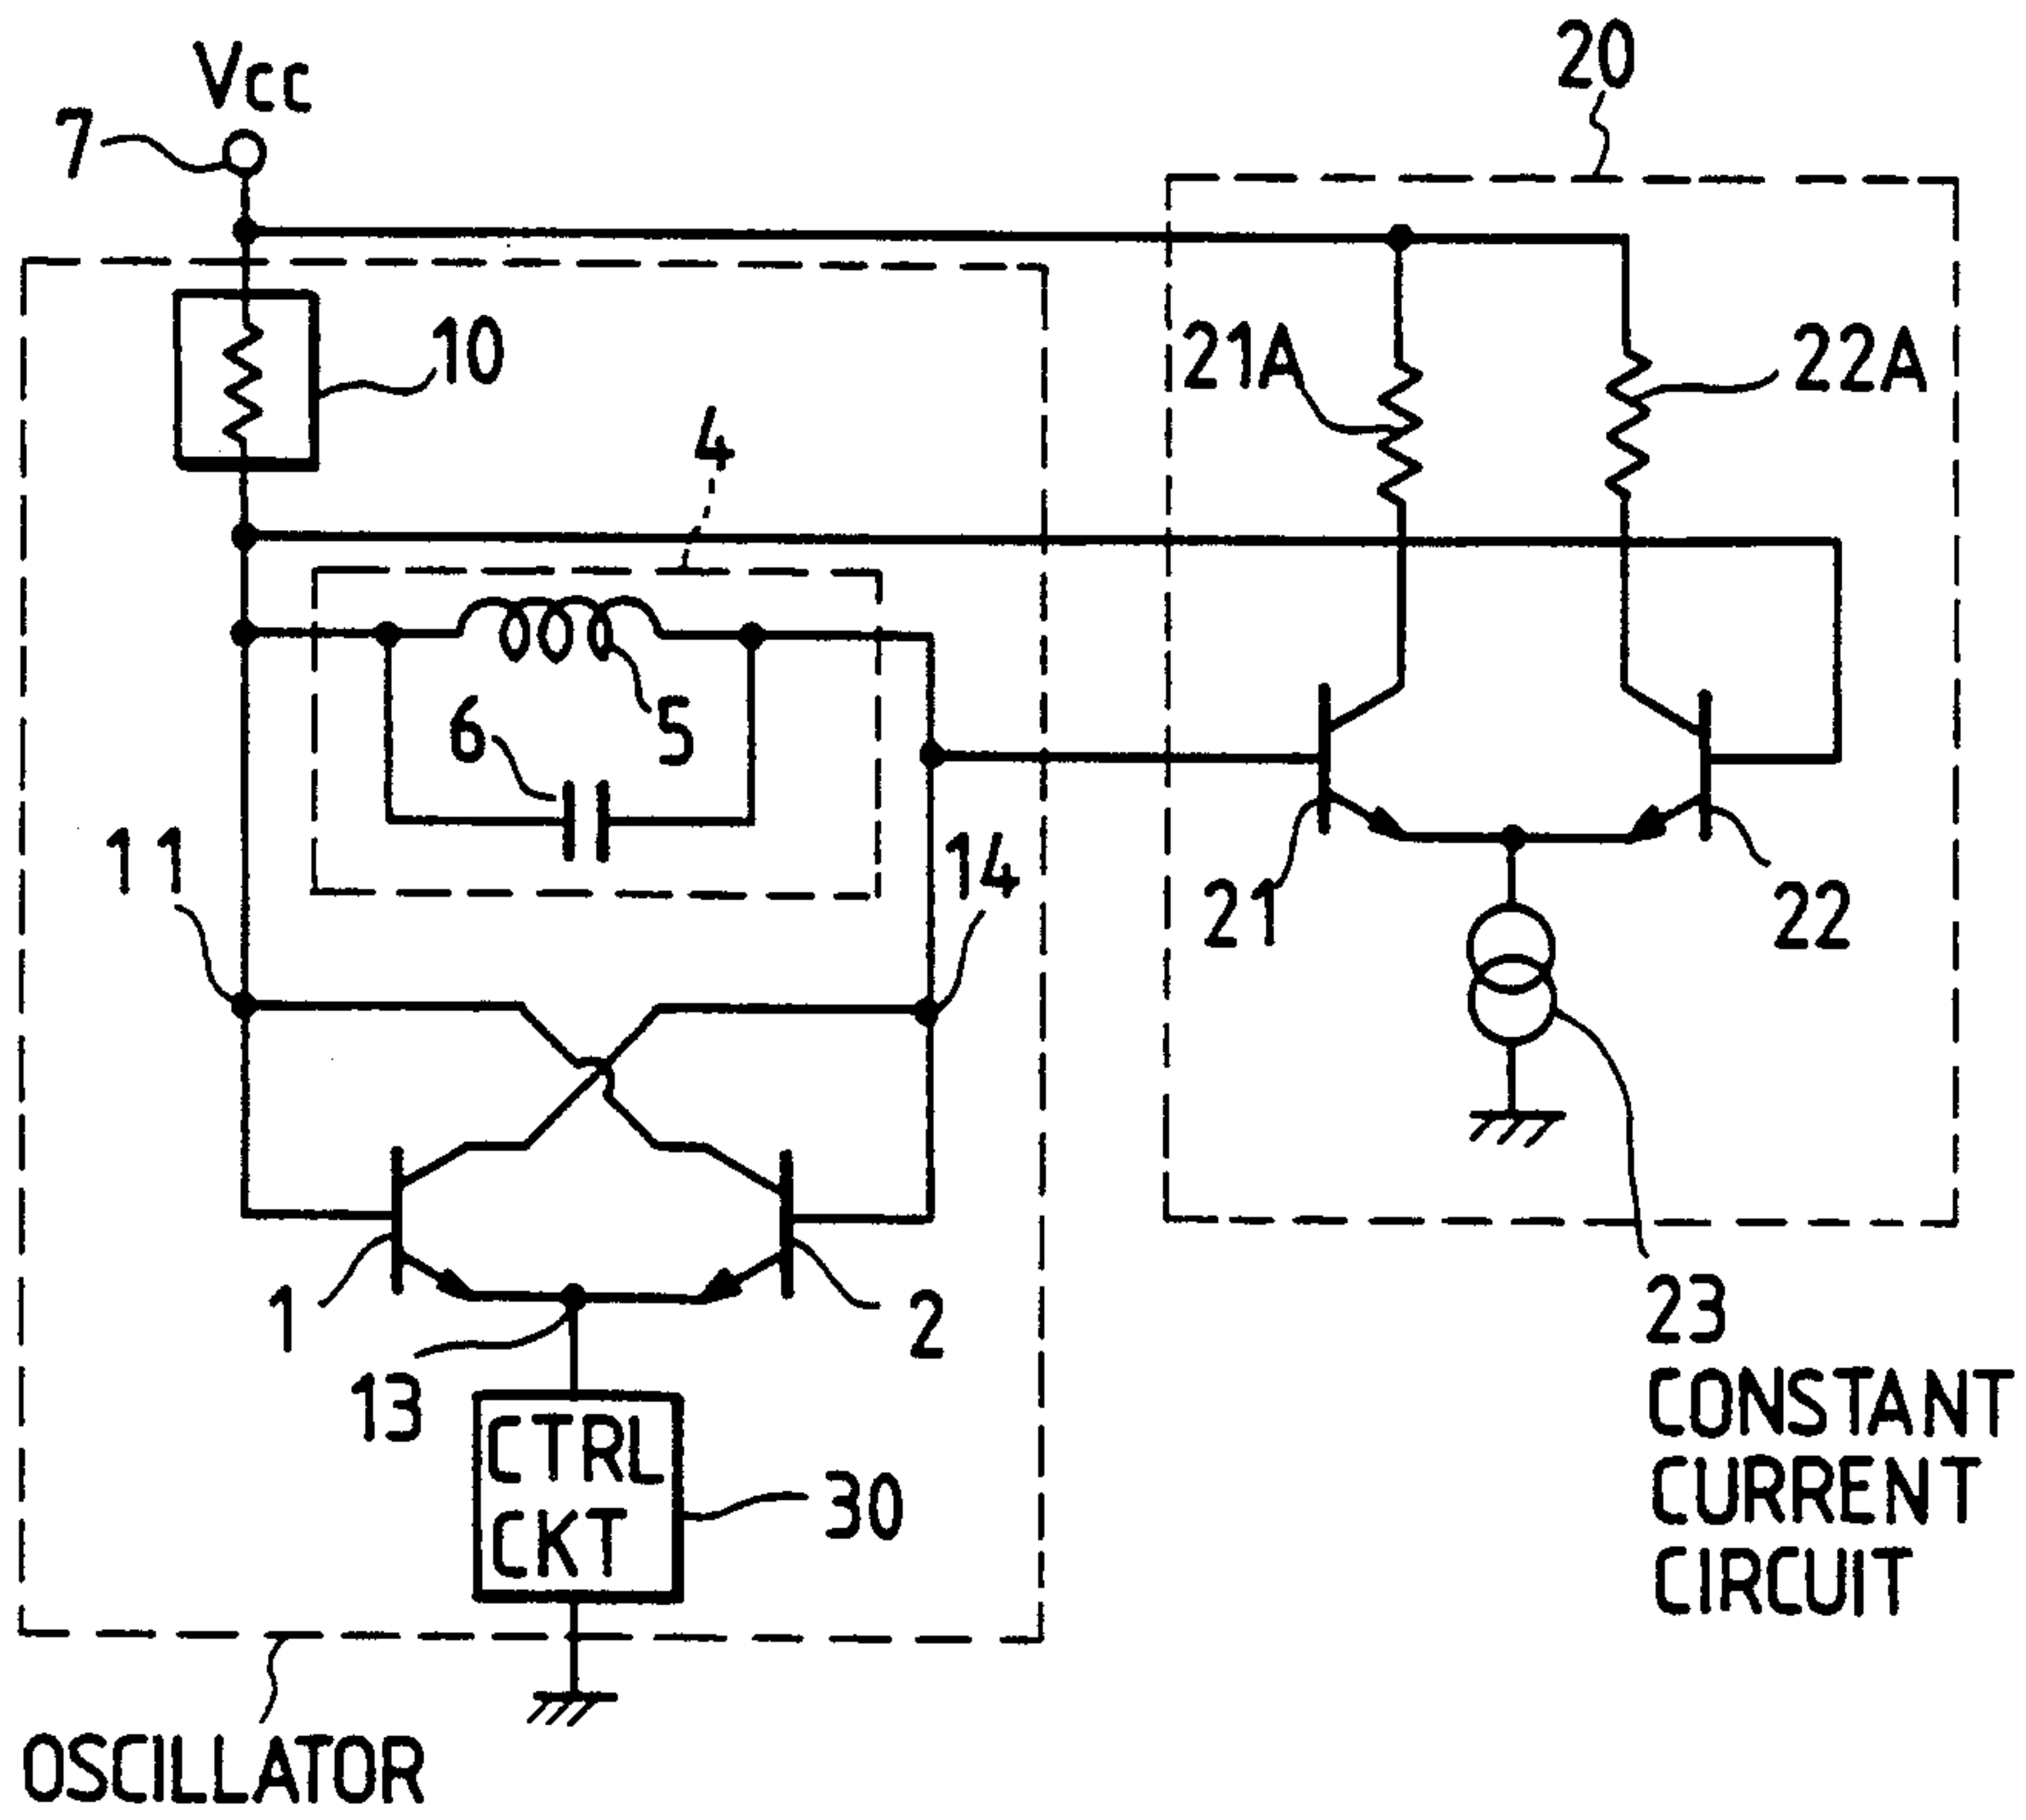 20
Vcc
7
10
21A
22A
4
6
5
11
14
21
22
1
2
13
23
CONSTANT
CURRENT
CIRCUIT
CTRL
CKT
30
OSCILLATOR